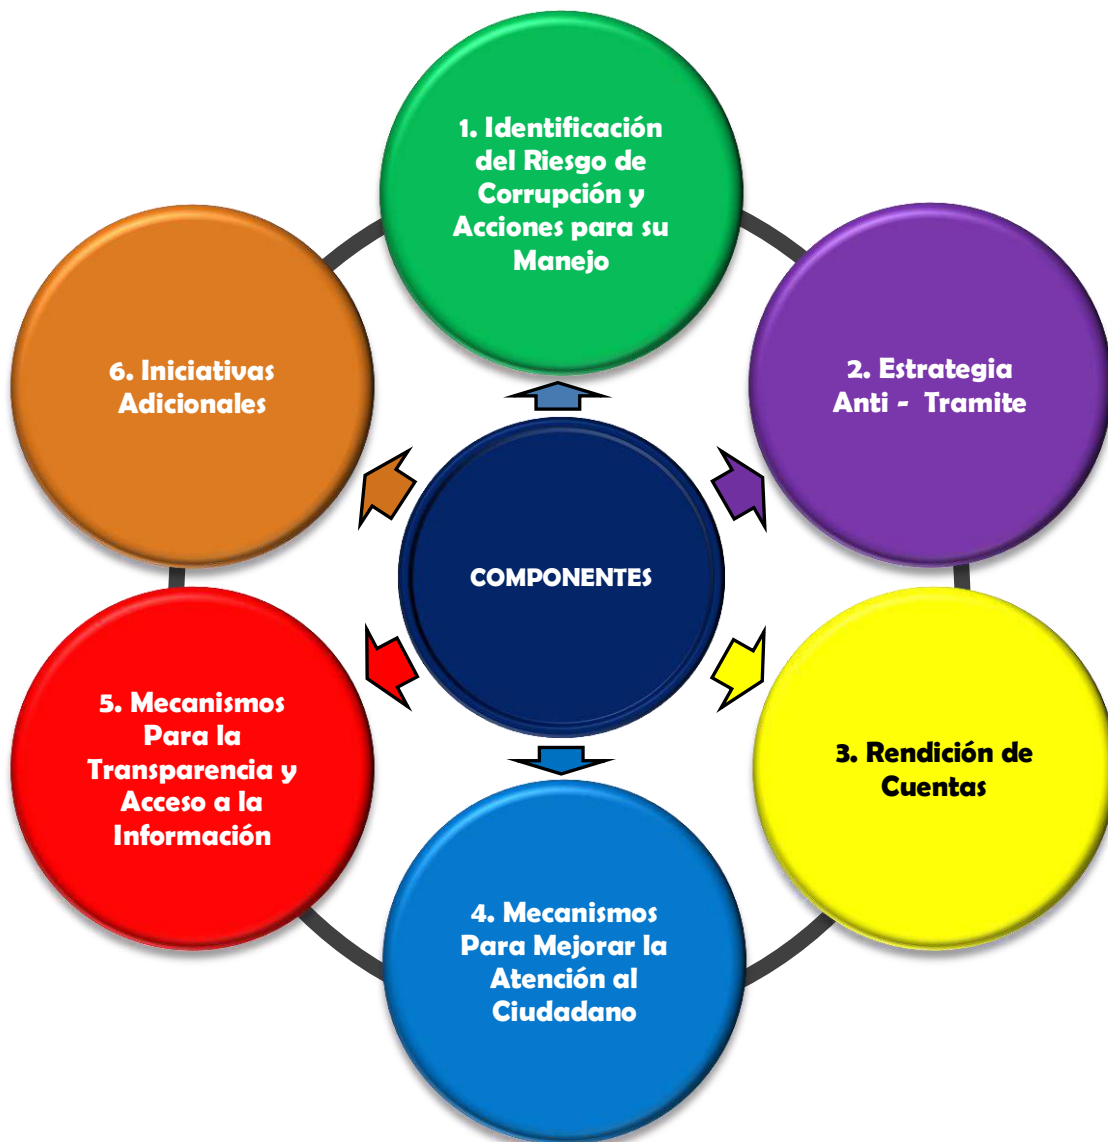 1. Identificación
del Riesgo de
Corrupción y
Acciones para su
Manejo
2. Estrategia
Anti - Tramite
3. Rendición de
Cuentas
4. Mecanismos
Para Mejorar la
Atención al
Ciudadano
5. Mecanismos
Para la
Transparencia y
Acceso a la
Información
6. Iniciativas
Adicionales
COMPONENTES